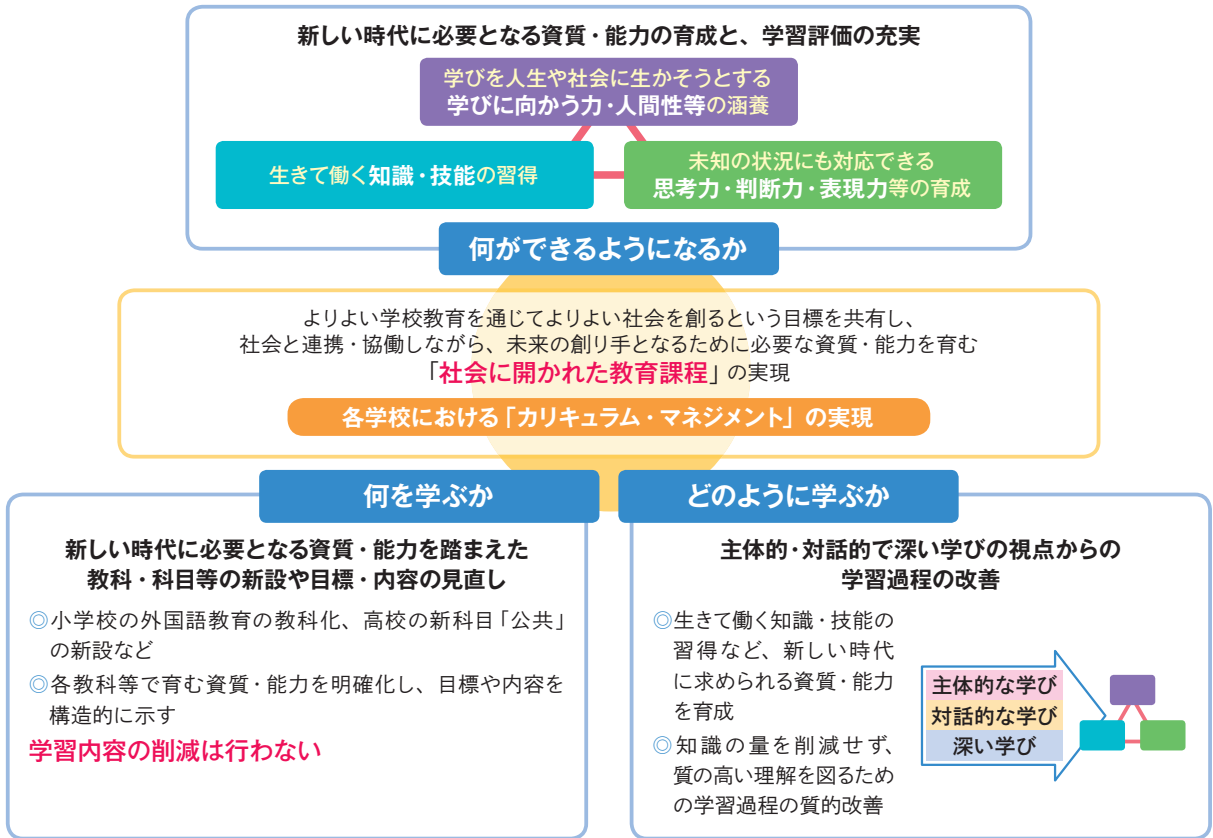 新しい時代に必要となる資質・能力の育成と、学習評価の充実
学びを人生や社会に生かそうとする
学びに向かう力・人間性等の涵養
生きて働く知識・技能の習得
未知の状況にも対応できる
思考力・判断力・表現力等の育成
何ができるようになるか
よりよい学校教育を通じてよりよい社会を創るという目標を共有し、
社会と連携・協働しながら、未来の創り手となるために必要な資質・能力を育む
「社会に開かれた教育課程」の実現
各学校における「カリキュラム・マネジメント」の実現
何を学ぶか
新しい時代に必要となる資質・能力を踏まえた
教科・科目等の新設や目標・内容の見直し
◎小学校の外国語教育の教科化、高校の新科目「公共」
の新設など
◎各教科等で育む資質・能力を明確化し、目標や内容を
構造的に示す
学習内容の削減は行わない
どのように学ぶか
主体的・対話的で深い学びの視点からの
学習過程の改善
◎生きて働く知識・技能の
習得など、新しい時代
に求められる資質・能力
を育成
◎知識の量を削減せず、
質の高い理解を図るため
の学習過程の質的改善
主体的な学び
対話的な学び
深い学び